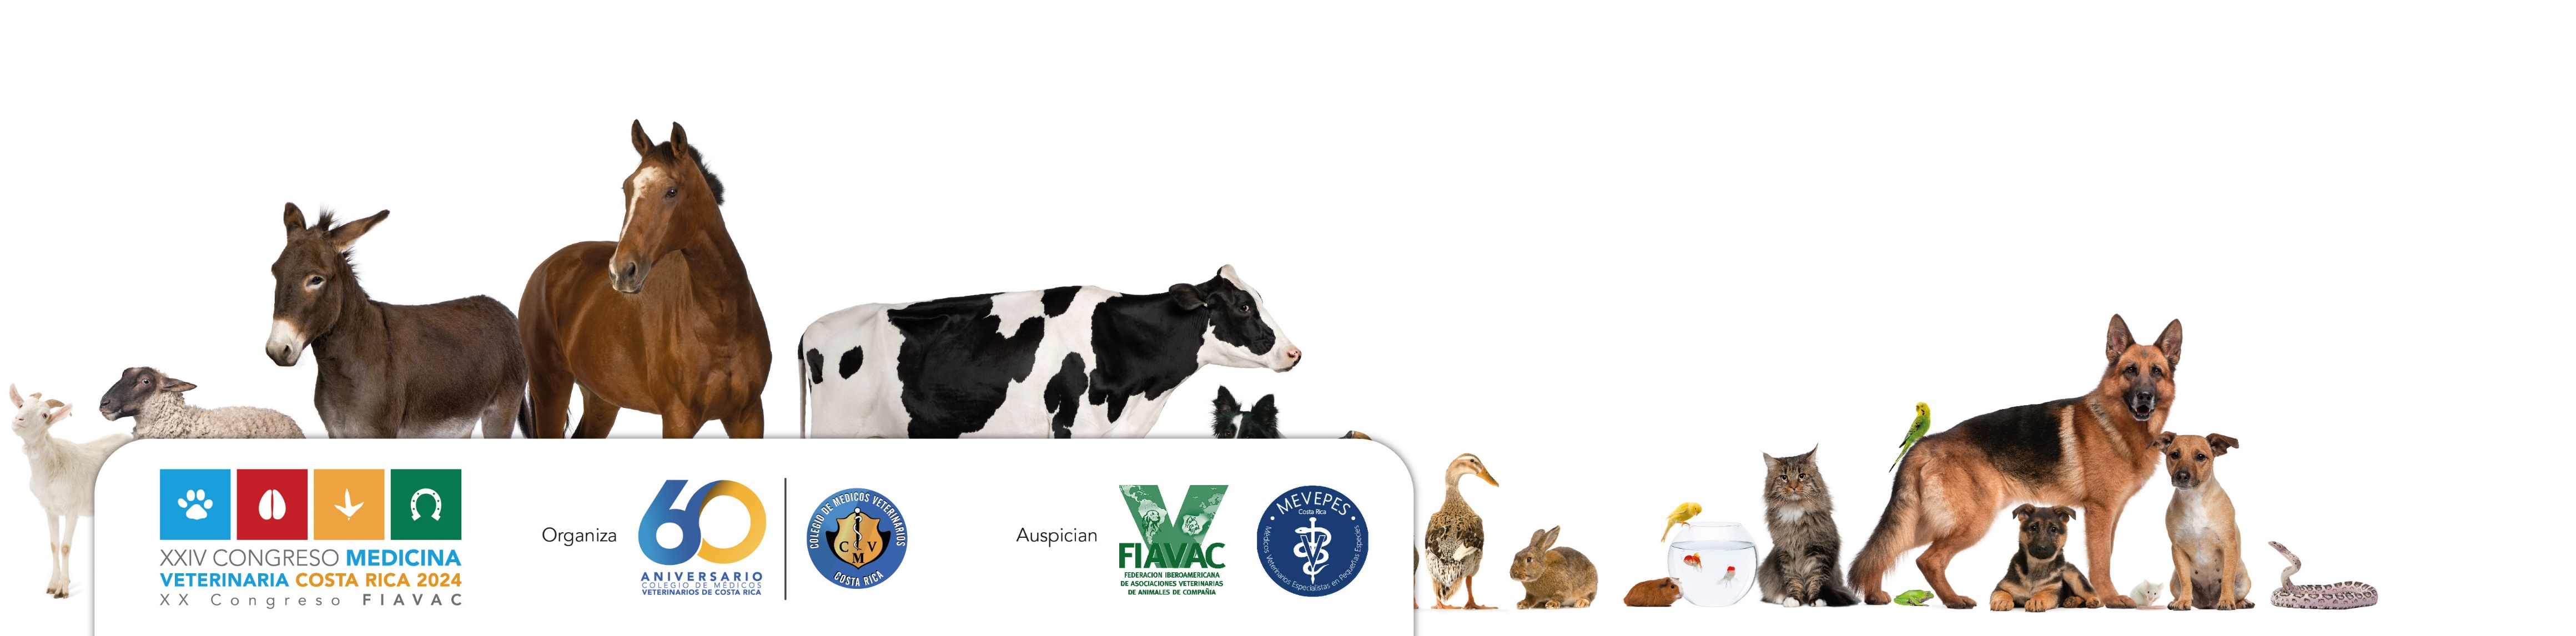 XXIV CONGRESO MEDICINA
VETERINARIA COSTA RICA 2024
XX Congreso FIAVAC
Organiza
60
ANIVERSARIO
COLEGIO DE MÉDICOS
VETERINARIOS DE COSTA RICA
COLEGIO DE MEDICOS VETERINARIOS
C V
M
COSTA RICA
Auspician
V
FIAVAC
FEDERACION IBEROAMERICANA
DE ASOCIACIONES VETERINARIAS
DE ANIMALES DE COMPAÑIA
MEVEPES
Costa Rica
Médicos Veterinarios Especialistas en Pequeñas Especies